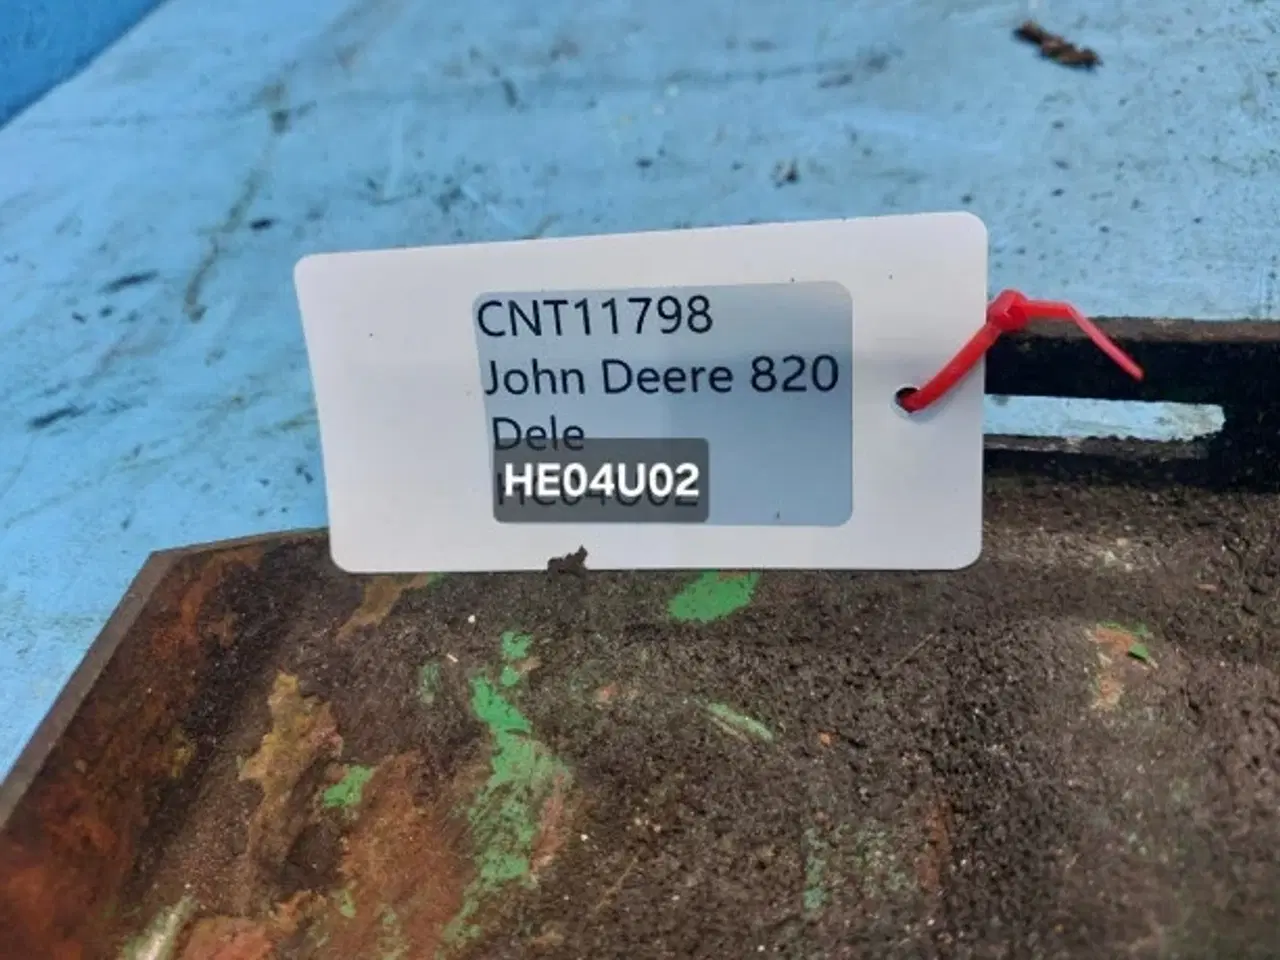 CNT11798
John Deere 820
Dele
HE04U02